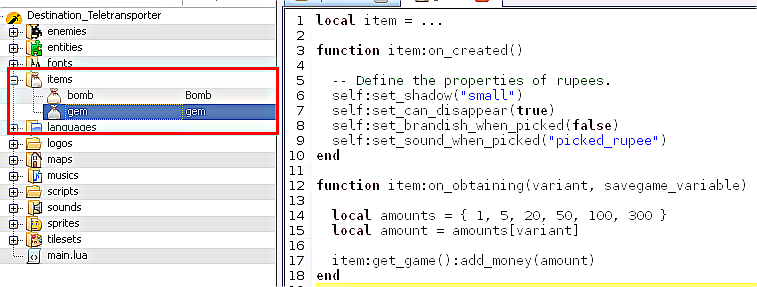 Destination_Teletransporter
enemies
entities
fonts
items
bomb Bomb
gem gem
languages
logos
maps
musics
scripts
sounds
sprites
tilesets
main.lua
1 local item = ...
2
3 function item:on_created()
4
5 -- Define the properties of rupees.
6 self:set_shadow("small")
7 self:set_can_disappear(true)
8 self:set_brandish_when_picked(false)
9 self:set_sound_when_picked("picked_rupee")
10 end
11
12 function item:on_obtaining(variant, savegame_variable)
13
14 local amounts = { 1, 5, 20, 50, 100, 300 }
15 local amount = amounts[variant]
16
17 item:get_game():add_money(amount)
18 end